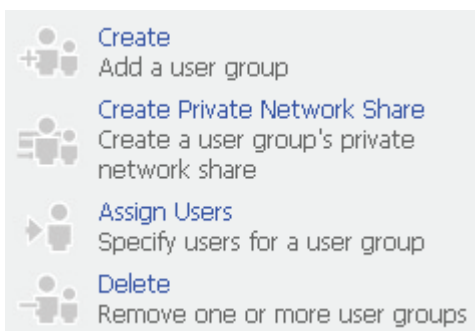 Create
Add a user group
Create Private Network Share
Create a user group's private
network share
Assign Users
Specify users for a user group
Delete
Remove one or more user groups